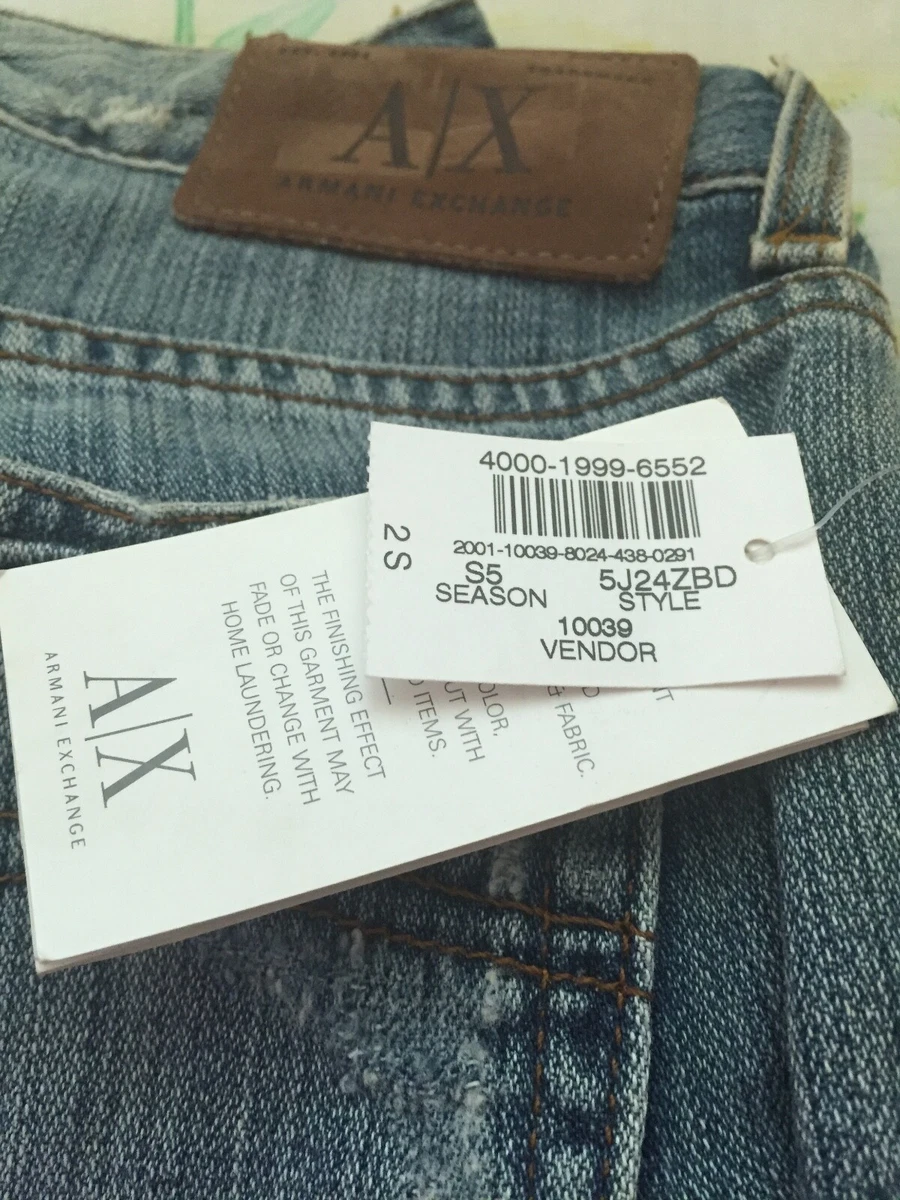 A|X
ARMANI EXCHANGE
4000-1999-6552
2001-10039-8024-438-0291
S5 5J24ZBD
SEASON STYLE
10039
VENDOR
2S
A|X
ARMANI EXCHANGE
THE FINISHING EFFECT
OF THIS GARMENT MAY
FADE OR CHANGE WITH
HOME LAUNDERING.
FABRIC.
OLOR.
UT WITH
ITEMS.